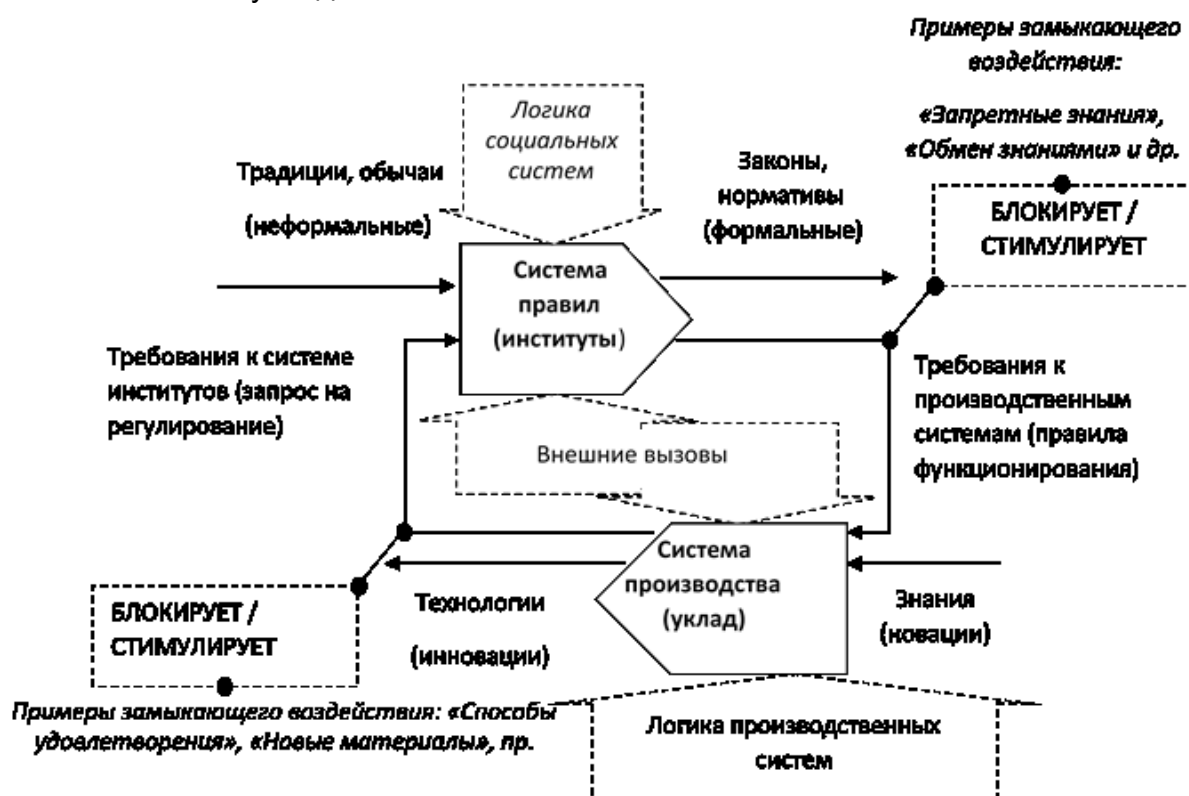 Примеры замыкающего
воздействия:
«Запретные знания»,
«Обмен знаниями» и др.
Логика
социальных
систем
Традиции, обычаи
(неформальные)
Законы,
нормативы
(формальные)
БЛОКИРУЕТ /
СТИМУЛИРУЕТ
Система
правил
(институты)
Требования к системе
институтов (запрос на
регулирование)
Требования к
производственным
системам (правила
функционирования)
Внешние вызовы
Система
производства
(уклад)
Технологии
(инновации)
Знания
(новации)
БЛОКИРУЕТ /
СТИМУЛИРУЕТ
Примеры замыкающего воздействия: «Способы
удовлетворения», «Новые материалы», пр.
Логика производственных
систем